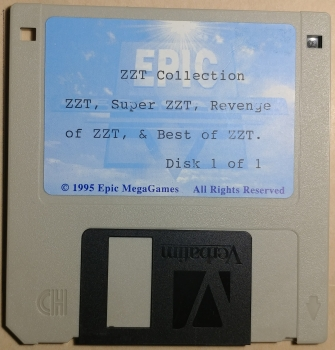 EPIC
ZZT Collection
ZZT, Super ZZT, Revenge
of ZZT, & Best of ZZT.
Disk 1 of 1
© 1995 Epic MegaGames All Rights Reserved
Verbatim
HD